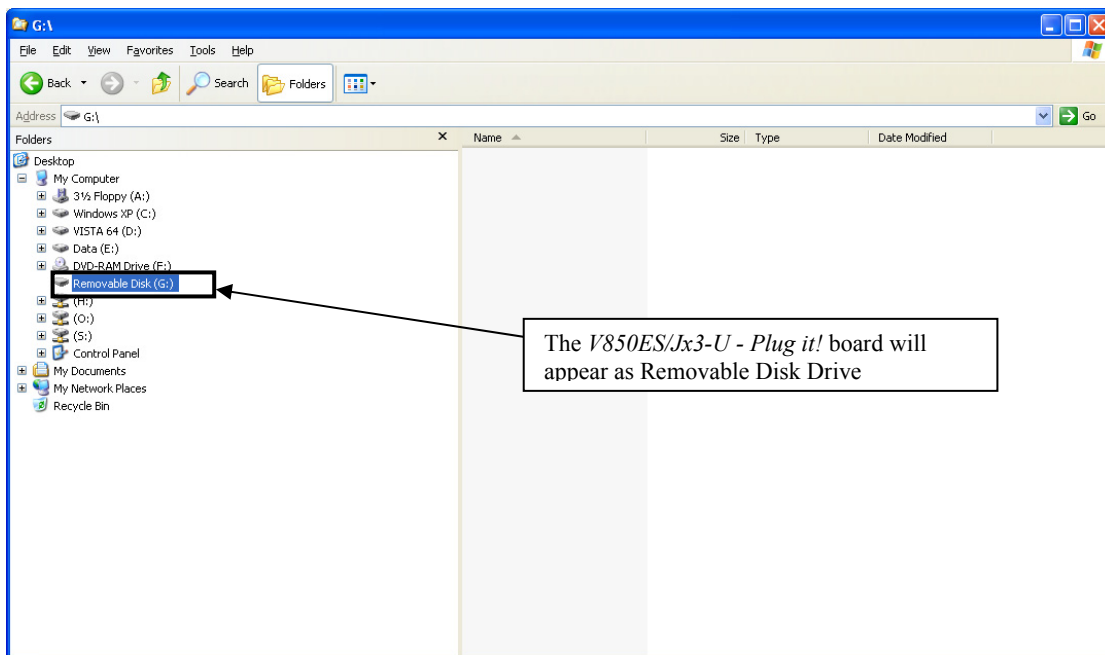 G:\
File Edit View Favorites Tools Help
Back Search Folders
Address G:\ Go
Folders X Name Size Type Date Modified
Desktop
My Computer
3½ Floppy (A:)
Windows XP (C:)
VISTA 64 (D:)
Data (E:)
DVD-RAM Drive (F:)
Removable Disk (G:)
(H:)
(O:)
(S:)
Control Panel
My Documents
My Network Places
Recycle Bin
The V850ES/Jx3-U - Plug it! board will
appear as Removable Disk Drive